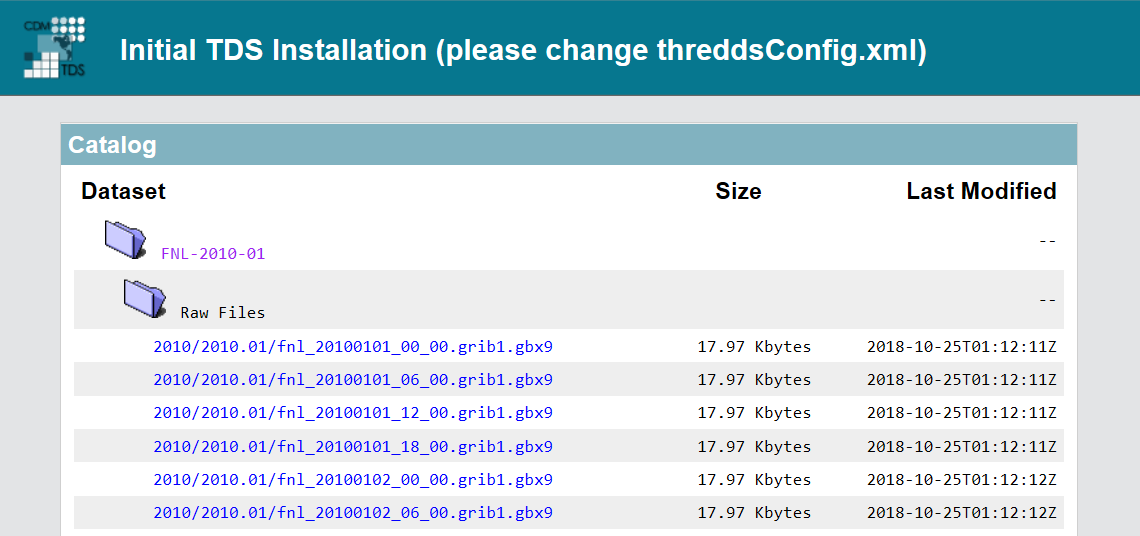 CDM
TDS
Initial TDS Installation (please change threddsConfig.xml)
Catalog
Dataset Size Last Modified
FNL-2010-01 --
Raw Files --
2010/2010.01/fnl_20100101_00_00.grib1.gbx9 17.97 Kbytes 2018-10-25T01:12:11Z
2010/2010.01/fnl_20100101_06_00.grib1.gbx9 17.97 Kbytes 2018-10-25T01:12:11Z
2010/2010.01/fnl_20100101_12_00.grib1.gbx9 17.97 Kbytes 2018-10-25T01:12:11Z
2010/2010.01/fnl_20100101_18_00.grib1.gbx9 17.97 Kbytes 2018-10-25T01:12:11Z
2010/2010.01/fnl_20100102_00_00.grib1.gbx9 17.97 Kbytes 2018-10-25T01:12:12Z
2010/2010.01/fnl_20100102_06_00.grib1.gbx9 17.97 Kbytes 2018-10-25T01:12:12Z